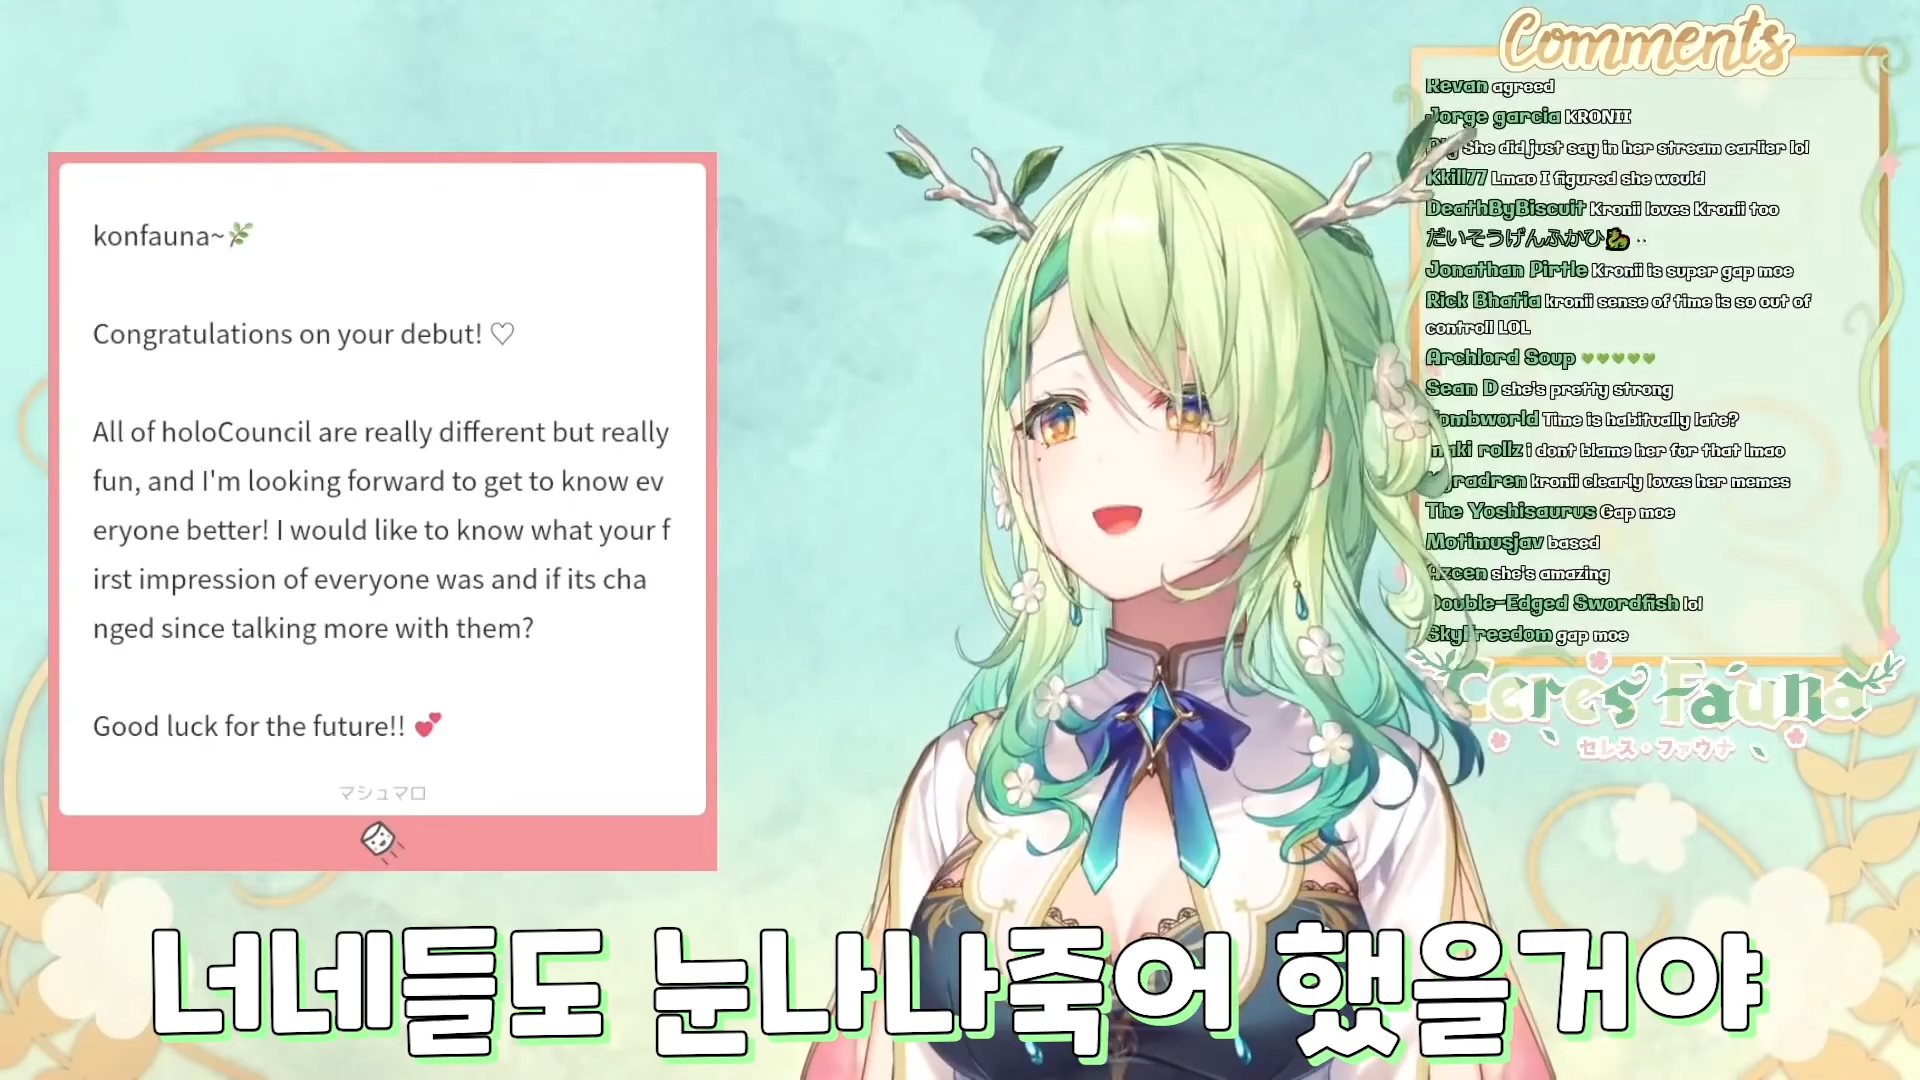 konfauna~🌿
Congratulations on your debut! ♡
All of holoCouncil are really different but really
fun, and I'm looking forward to get to know ev
eryone better! I would like to know what your f
irst impression of everyone was and if its cha
nged since talking more with them?
Good luck for the future!! 💕
マシュマロ
Comments
Revan agreed
Jorge garcia KRONII
She did just say in her stream earlier lol
Kkill77 Lmao I figured she would
DeathByBiscuit Kronii loves Kronii too
だいそうげんふかひ🐍 ··
Jonathan Pirtle Kronii is super gap moe
Rick Bhatia kronii sense of time is so out of
controll LOL
Archlord Soup 💚💚💚💚💚
Sean D she's pretty strong
Tombworld Time is habitually late?
maki rollz i dont blame her for that lmao
kronii clearly loves her memes
The Yoshisaurus Gap moe
Motimusjav based
Azcen she's amazing
Double-Edged Swordfish lol
SkyFreedom gap moe
Ceres Fauna
セレス・ファウナ
너네들도 눈나나죽어 했을거야